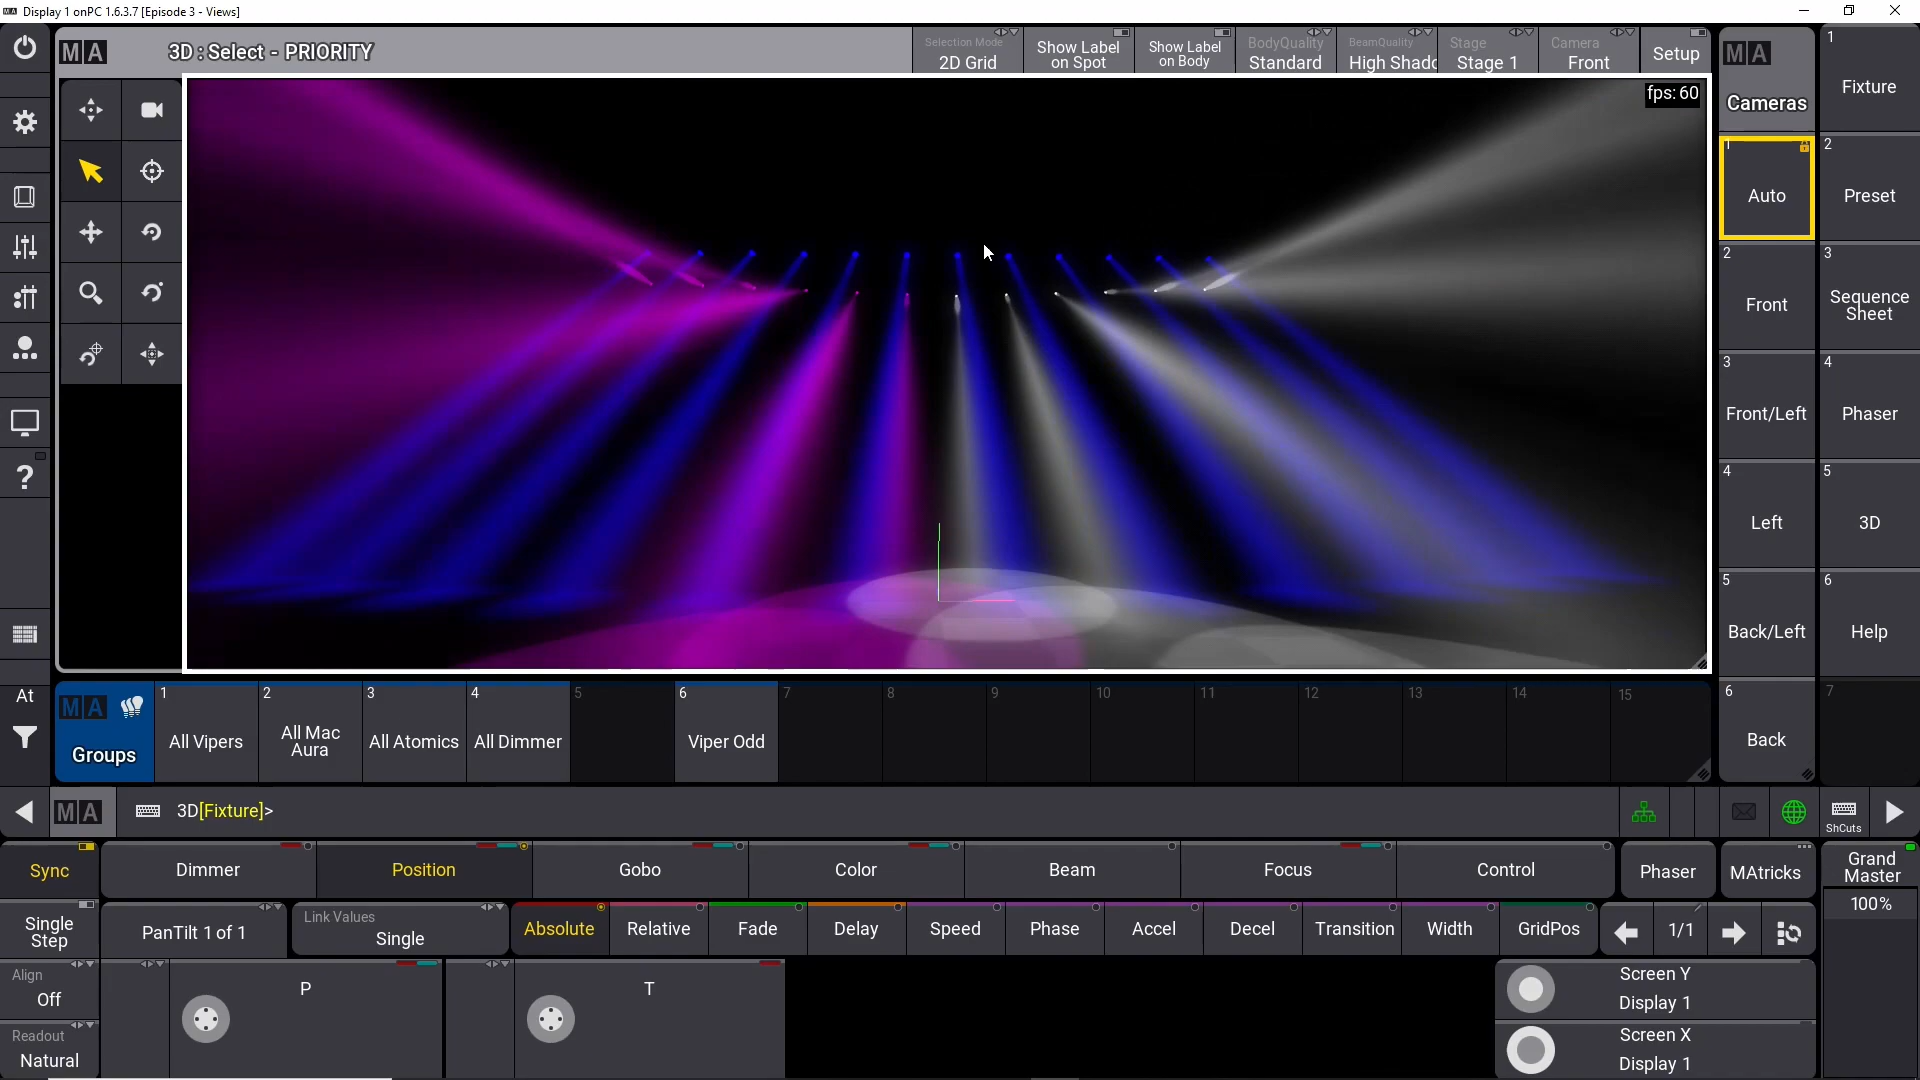 Display 1 onPC 1.6.3.7 [Episode 3 - Views]
MA
3D : Select - PRIORITY
Selection Mode
2D Grid
Show Label
on Spot
Show Label
on Body
BodyQuality
Standard
BeamQuality
High Shadc
Stage
Stage 1
Camera
Front
Setup
fps: 60
MA
Cameras
1
Auto
2
Front
3
Front/Left
4
Left
5
Back/Left
6
Back
1
Fixture
2
Preset
3
Sequence
Sheet
4
Phaser
5
3D
6
Help
7
?
At
MA
Groups
1
All Vipers
2
All Mac
Aura
3
All Atomics
4
All Dimmer
5
6
Viper Odd
7
8
9
10
11
12
13
14
15
MA
3D[Fixture]>
ShCuts
Sync
Dimmer
Position
Gobo
Color
Beam
Focus
Control
Phaser
MAtricks
Grand
Master
100%
Single
Step
PanTilt 1 of 1
Link Values
Single
Absolute
Relative
Fade
Delay
Speed
Phase
Accel
Decel
Transition
Width
GridPos
1/1
Align
Off
P
T
Screen Y
Display 1
Readout
Natural
Screen X
Display 1